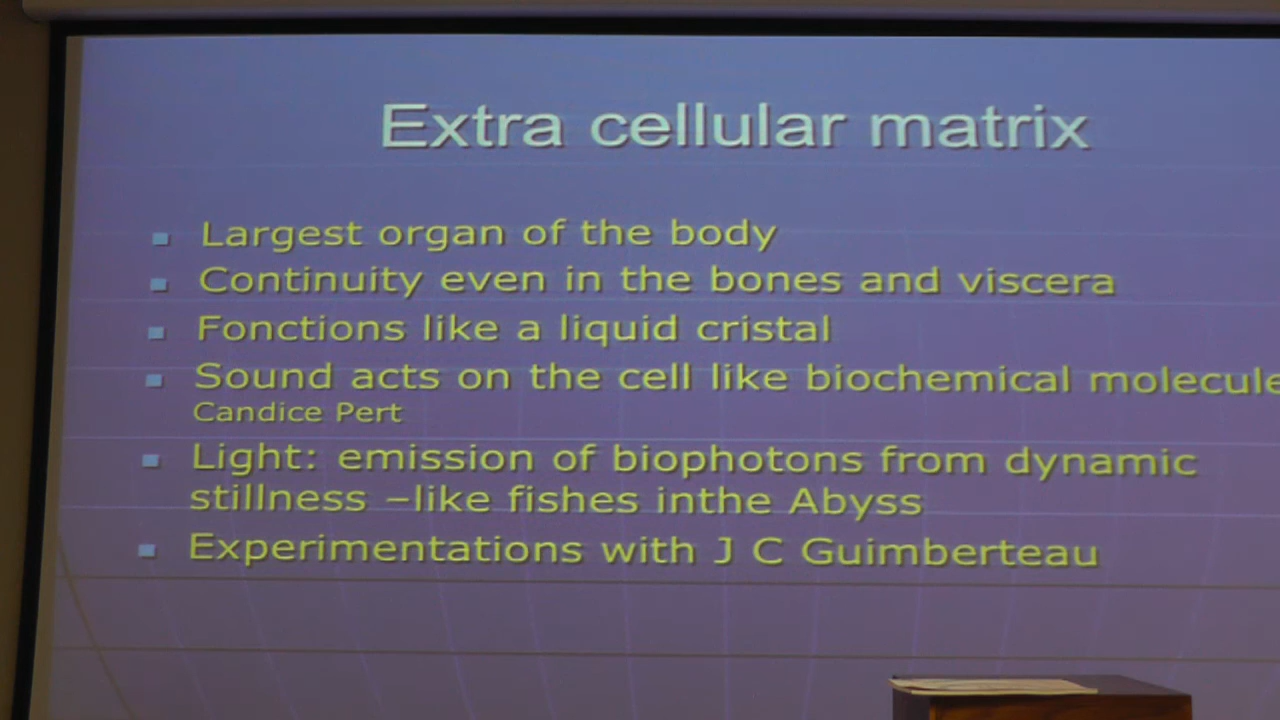 Extra cellular matrix
Largest organ of the body
Continuity even in the bones and viscera
Fonctions like a liquid cristal
Sound acts on the cell like biochemical molecule
Candice Pert
Light: emission of biophotons from dynamic
stillness –like fishes inthe Abyss
Experimentations with J C Guimberteau